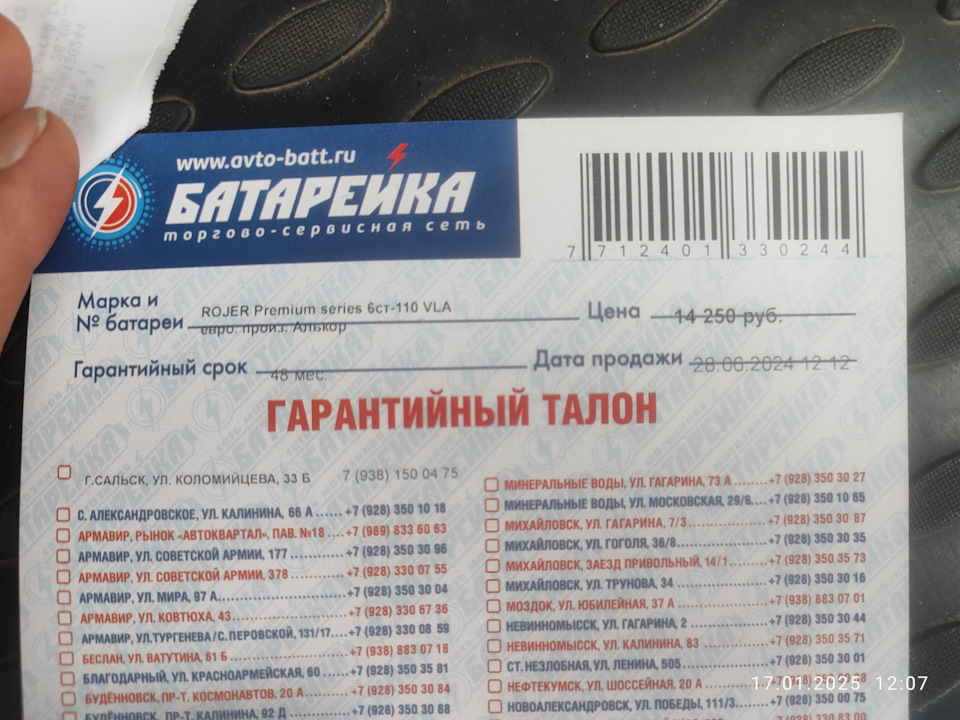 www.avto-batt.ru
БАТАРЕЙКА
торгово-сервисная сеть
7 712401 330244
Марка и
№ батареи
ROJER Premium series 6ст-110 VLA
евро. произ. Алькор
Цена 14 250 руб.
Гарантийный срок 48 мес.
Дата продажи 28.06.2024 12:12
ГАРАНТИЙНЫЙ ТАЛОН
Г.САЛЬСК, УЛ. КОЛОМИЙЦЕВА, 33 Б 7 (938) 150 04 75
С. АЛЕКСАНДРОВСКОЕ, УЛ. КАЛИНИНА, 66 А....+7 (928) 350 10 18
АРМАВИР, РЫНОК «АВТОКВАРТАЛ», ПАВ. №18....+7 (989) 833 60 63
АРМАВИР, УЛ. СОВЕТСКОЙ АРМИИ, 177............+7 (928) 350 30 96
АРМАВИР, УЛ. СОВЕТСКОЙ АРМИИ, 378............+7 (928) 330 07 55
АРМАВИР, УЛ. МИРА, 97 А............+7 (928) 350 30 04
АРМАВИР, УЛ. КОВТЮХА, 43............+7 (928) 330 67 36
АРМАВИР, УЛ.ТУРГЕНЕВА/С.ПЕРОВСКОЙ, 131/17....+7 (928) 330 08 59
БЕСЛАН, УЛ. ВАТУТИНА, 61 Б............+7 (938) 883 07 18
БЛАГОДАРНЫЙ, УЛ. КРАСНОАРМЕЙСКАЯ, 60....+7 (928) 350 35 81
БУДЁННОВСК, ПР-Т. КОСМОНАВТОВ, 20 А....+7 (928) 350 30 84
БУДЁННОВСК, ПР-Т. КАЛИНИНА, 92 Д............+7 (928) 350 30 88
МИНЕРАЛЬНЫЕ ВОДЫ, УЛ. ГАГАРИНА, 73 А.......+7 (928) 350 30 27
МИНЕРАЛЬНЫЕ ВОДЫ, УЛ. МОСКОВСКАЯ, 29/6....+7 (928) 350 10 65
МИХАЙЛОВСК, УЛ. ГАГАРИНА, 7/3............+7 (928) 350 30 87
МИХАЙЛОВСК, УЛ. ГОГОЛЯ, 36/8............+7 (928) 350 30 35
МИХАЙЛОВСК, ЗАЕЗД ПРИВОЛЬНЫЙ, 14/1......+7 (928) 350 35 73
МИХАЙЛОВСК, УЛ. ТРУНОВА, 34............+7 (928) 350 30 16
МОЗДОК, УЛ. ЮБИЛЕЙНАЯ, 37 А............+7 (938) 883 07 01
НЕВИННОМЫССК, УЛ. ГАГАРИНА, 2............+7 (928) 350 30 44
НЕВИННОМЫССК, УЛ. КАЛИНИНА, 83............+7 (928) 350 35 71
СТ. НЕЗЛОБНАЯ, УЛ. ЛЕНИНА, 505............+7 (928) 350 30 01
НЕФТЕКУМСК, УЛ. ШОССЕЙНАЯ, 20 А
НОВОАЛЕКСАНДРОВСК, УЛ. ПОБЕДЫ, 111/3....+7 (928) 350 00 75
17.01.2025 12:07